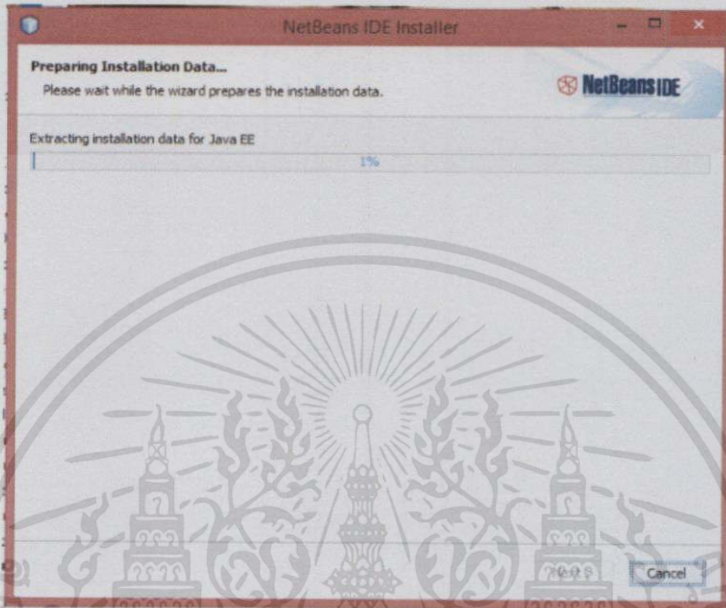 NetBeans IDE Installer
Preparing Installation Data...
Please wait while the wizard prepares the installation data.
NetBeans IDE
Extracting installation data for Java EE
1%
Cancel